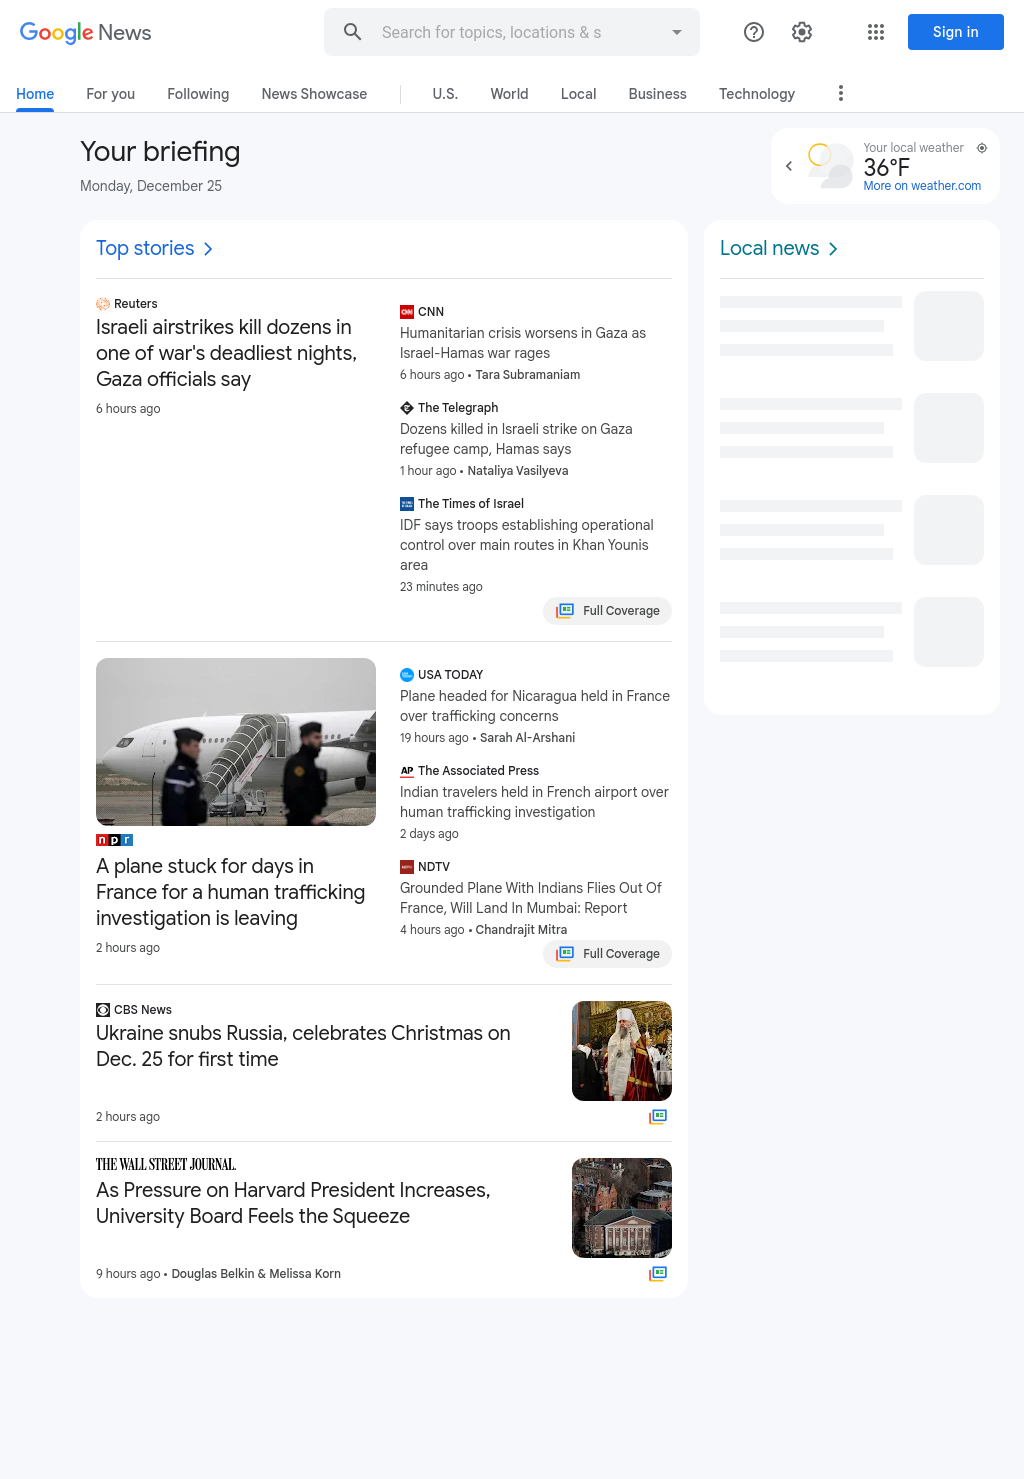 Google News
Search for topics, locations & s
Sign in
Home
For you
Following
News Showcase
U.S.
World
Local
Business
Technology
Your briefing
Monday, December 25
Your local weather
36°F
More on weather.com
Top stories
Reuters
Israeli airstrikes kill dozens in
one of war's deadliest nights,
Gaza officials say
6 hours ago
CNN
Humanitarian crisis worsens in Gaza as
Israel-Hamas war rages
6 hours ago • Tara Subramaniam
The Telegraph
Dozens killed in Israeli strike on Gaza
refugee camp, Hamas says
1 hour ago • Nataliya Vasilyeva
The Times of Israel
IDF says troops establishing operational
control over main routes in Khan Younis
area
23 minutes ago
Full Coverage
npr
A plane stuck for days in
France for a human trafficking
investigation is leaving
2 hours ago
USA TODAY
Plane headed for Nicaragua held in France
over trafficking concerns
19 hours ago • Sarah Al-Arshani
AP The Associated Press
Indian travelers held in French airport over
human trafficking investigation
2 days ago
NDTV
Grounded Plane With Indians Flies Out Of
France, Will Land In Mumbai: Report
4 hours ago • Chandrajit Mitra
Full Coverage
CBS News
Ukraine snubs Russia, celebrates Christmas on
Dec. 25 for first time
2 hours ago
THE WALL STREET JOURNAL.
As Pressure on Harvard President Increases,
University Board Feels the Squeeze
9 hours ago • Douglas Belkin & Melissa Korn
Local news